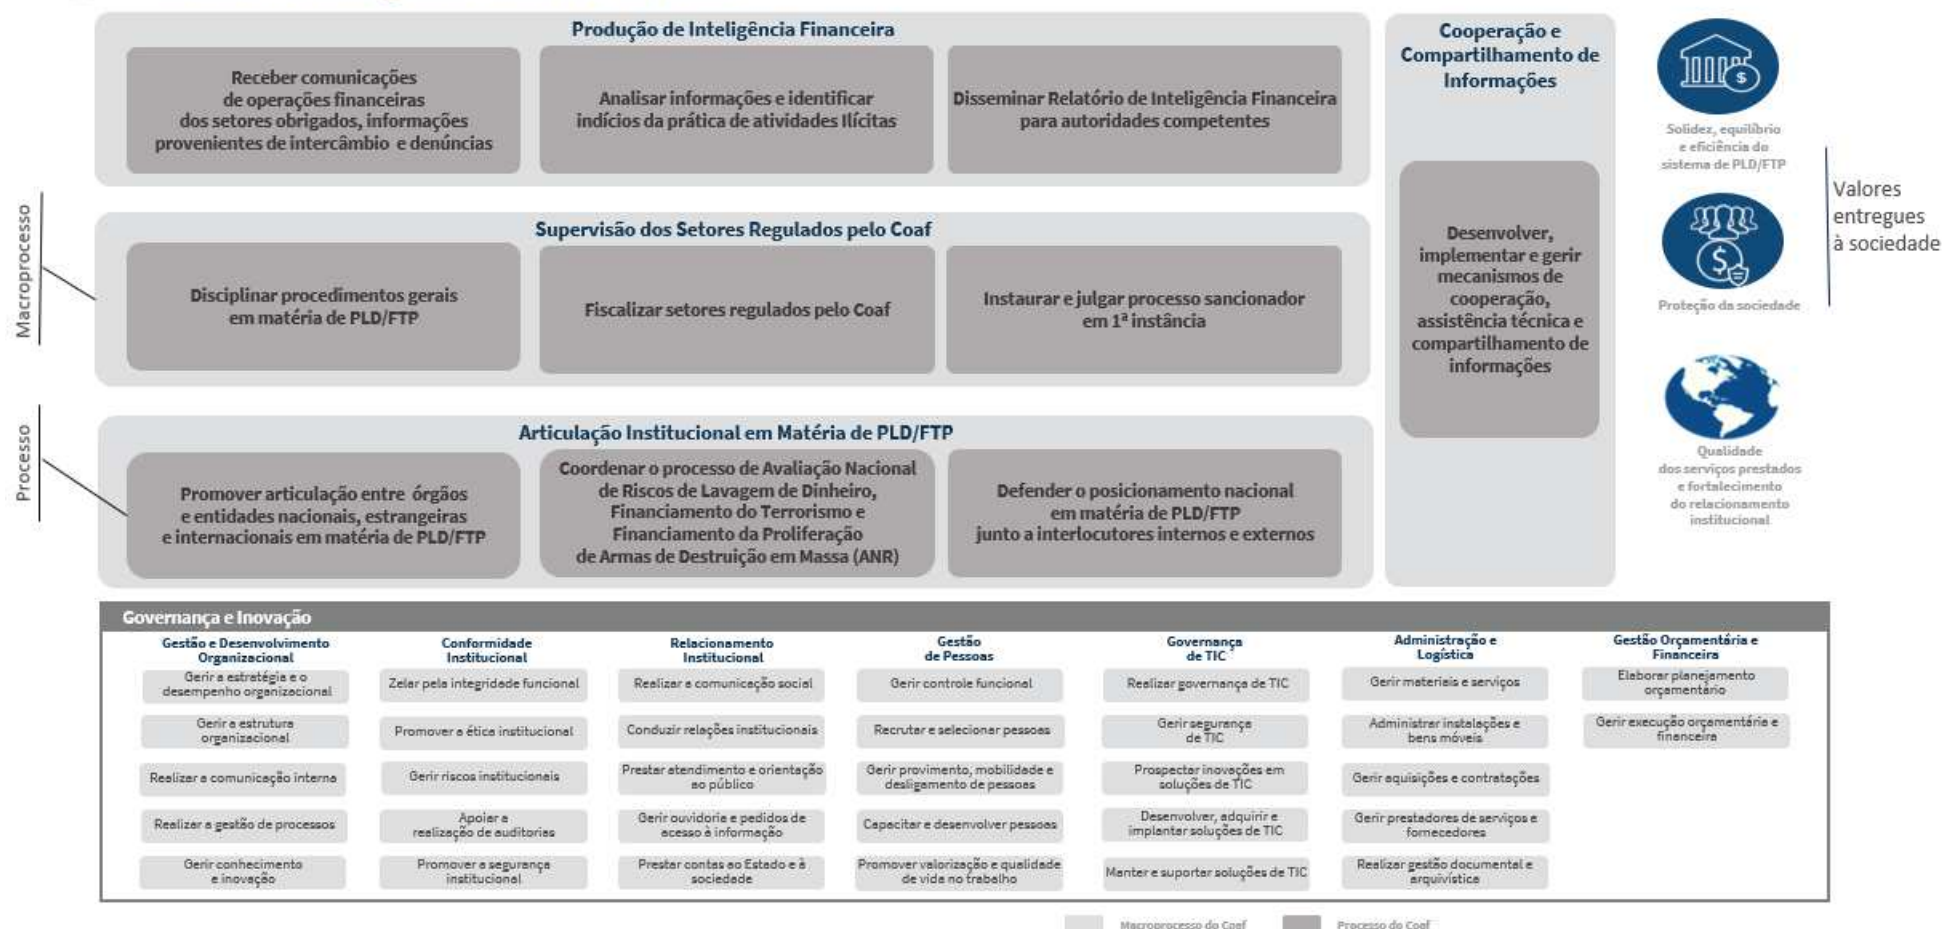 Produção de Inteligência Financeira
Receber comunicações
de operações financeiras
dos setores obrigados, informações
provenientes de intercâmbio e denúncias
Analisar informações e identificar
indícios da prática de atividades Ilícitas
Disseminar Relatório de Inteligência Financeira
para autoridades competentes
Macroprocesso
Supervisão dos Setores Regulados pelo Coaf
Disciplinar procedimentos gerais
em matéria de PLD/FTP
Fiscalizar setores regulados pelo Coaf
Instaurar e julgar processo sancionador
em 1ª instância
Processo
Articulação Institucional em Matéria de PLD/FTP
Promover articulação entre órgãos
e entidades nacionais, estrangeiras
e internacionais em matéria de PLD/FTP
Coordenar o processo de Avaliação Nacional
de Riscos de Lavagem de Dinheiro,
Financiamento do Terrorismo e
Financiamento da Proliferação
de Armas de Destruição em Massa (ANR)
Defender o posicionamento nacional
em matéria de PLD/FTP
junto a interlocutores internos e externos
Cooperação e
Compartilhamento de
Informações
Desenvolver,
implementar e gerir
mecanismos de
cooperação,
assistência técnica e
compartilhamento de
informações
Solidez, equilíbrio
e eficiência do
sistema de PLD/FTP
Proteção da sociedade
Qualidade
dos serviços prestados
e fortalecimento
do relacionamento
institucional
Valores
entregues
à sociedade
Governança e Inovação
Gestão e Desenvolvimento
Organizacional
Gerir a estratégia e o
desempenho organizacional
Gerir a estrutura
organizacional
Realizar a comunicação interna
Realizar a gestão de processos
Gerir conhecimento
e inovação
Conformidade
Institucional
Zelar pela integridade funcional
Promover a ética institucional
Gerir riscos institucionais
Apoiar a
realização de auditorias
Promover a segurança
institucional
Relacionamento
Institucional
Realizar a comunicação social
Conduzir relações institucionais
Prestar atendimento e orientação
ao público
Gerir ouvidoria e pedidos de
acesso à informação
Prestar contas ao Estado e à
sociedade
Gestão
de Pessoas
Gerir controle funcional
Recrutar e selecionar pessoas
Gerir provimento, mobilidade e
desligamento de pessoas
Capacitar e desenvolver pessoas
Promover valorização e qualidade
de vida no trabalho
Governança
de TIC
Realizar governança de TIC
Gerir segurança
de TIC
Prospectar inovações em
soluções de TIC
Desenvolver, adquirir e
implantar soluções de TIC
Manter e suportar soluções de TIC
Administração e
Logística
Gerir materiais e serviços
Administrar instalações e
bens móveis
Gerir aquisições e contratações
Gerir prestadores de serviços e
fornecedores
Realizar gestão documental e
arquivística
Gestão Orçamentária e
Financeira
Elaborar planejamento
orçamentário
Gerir execução orçamentária e
financeira
Macroprocesso do Coaf
Processo do Coaf